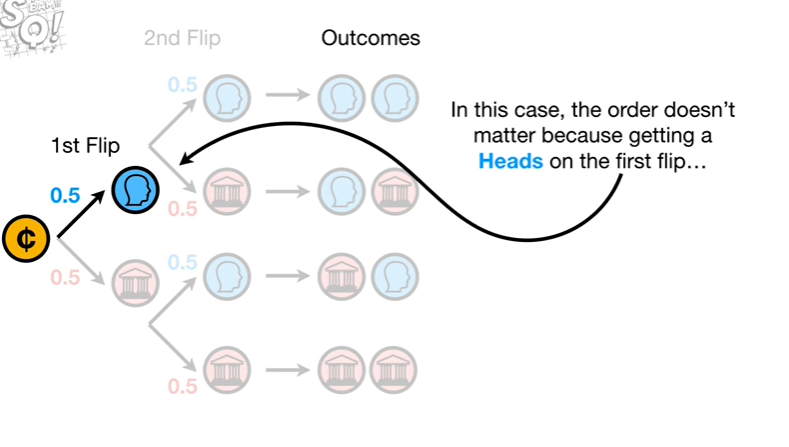 Q!
2nd Flip
Outcomes
0.5
In this case, the order doesn't
matter because getting a
Heads on the first flip...
1st Flip
0.5
0.5
¢
0.5
0.5
0.5